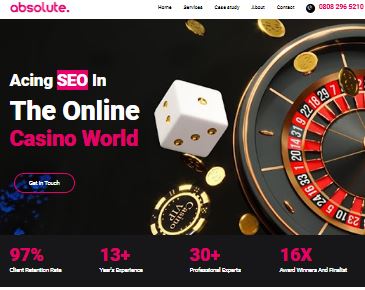 absolute.
Home Services Case study About Contact 0808 296 5210
Acing SEO In
The Online
Casino World
Get In Touch
Casino
VIP
97% 13+ 30+ 16X
Client Retention Rate Year's Experience Professional Experts Award Winners And Finalist